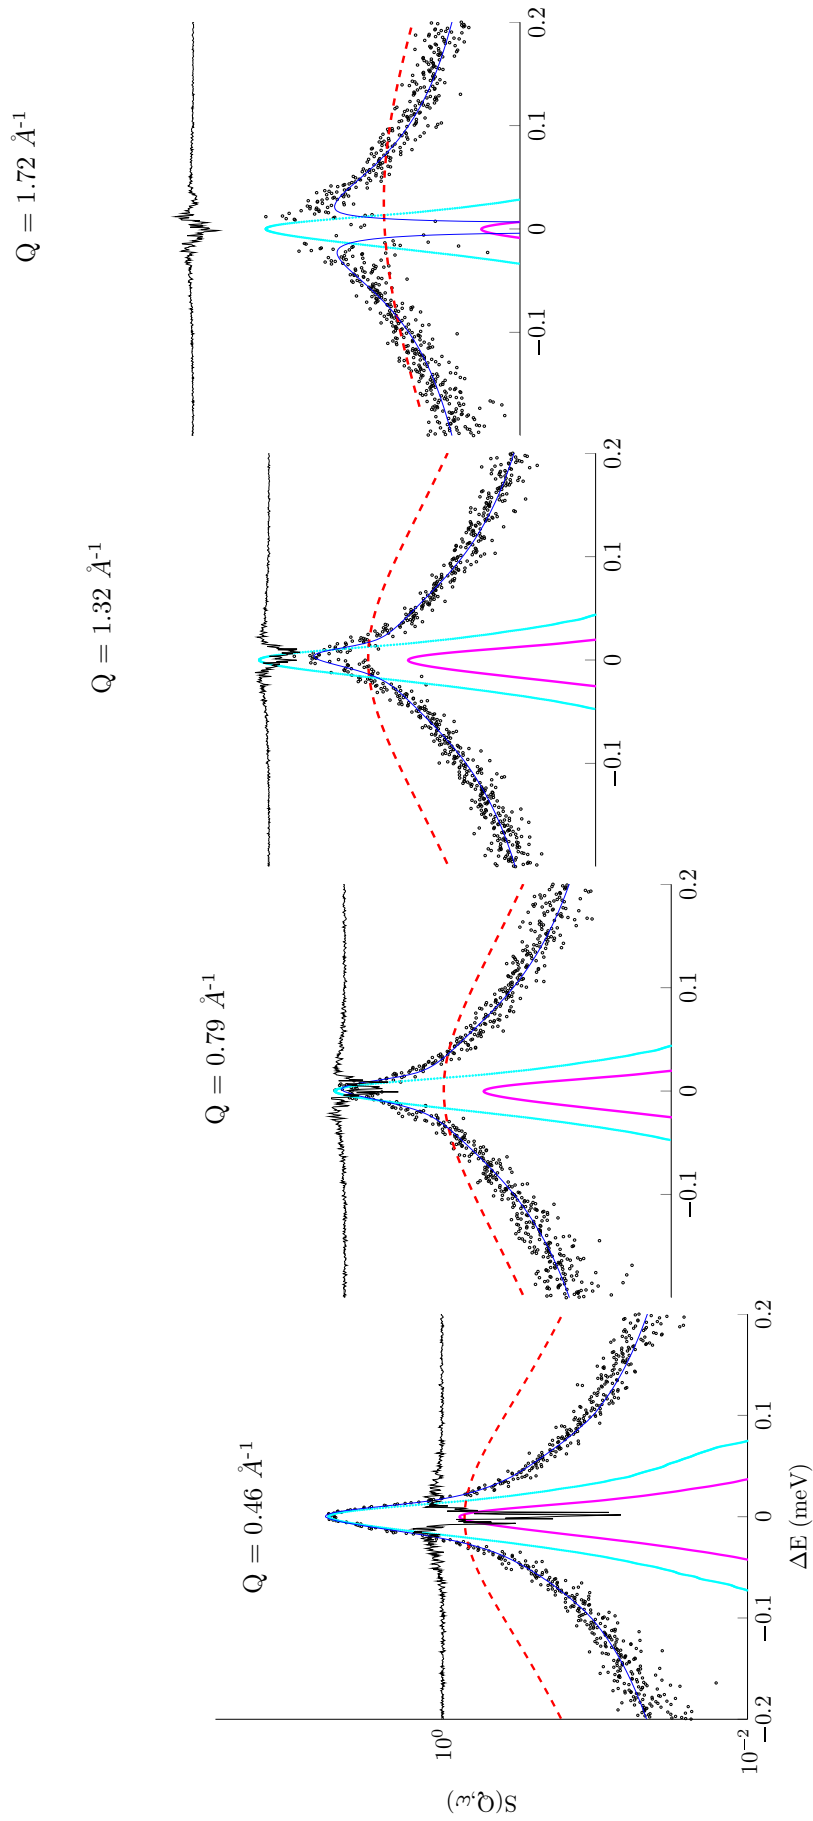 Q = 0.46 Å-1
Q = 0.79 Å-1
Q = 1.32 Å-1
Q = 1.72 Å-1
S(Q,ω)
10^0
10^-2
−0.2 −0.1 0 0.1 0.2
ΔE (meV)
−0.1 0 0.1 0.2
−0.1 0 0.1 0.2
−0.1 0 0.1 0.2